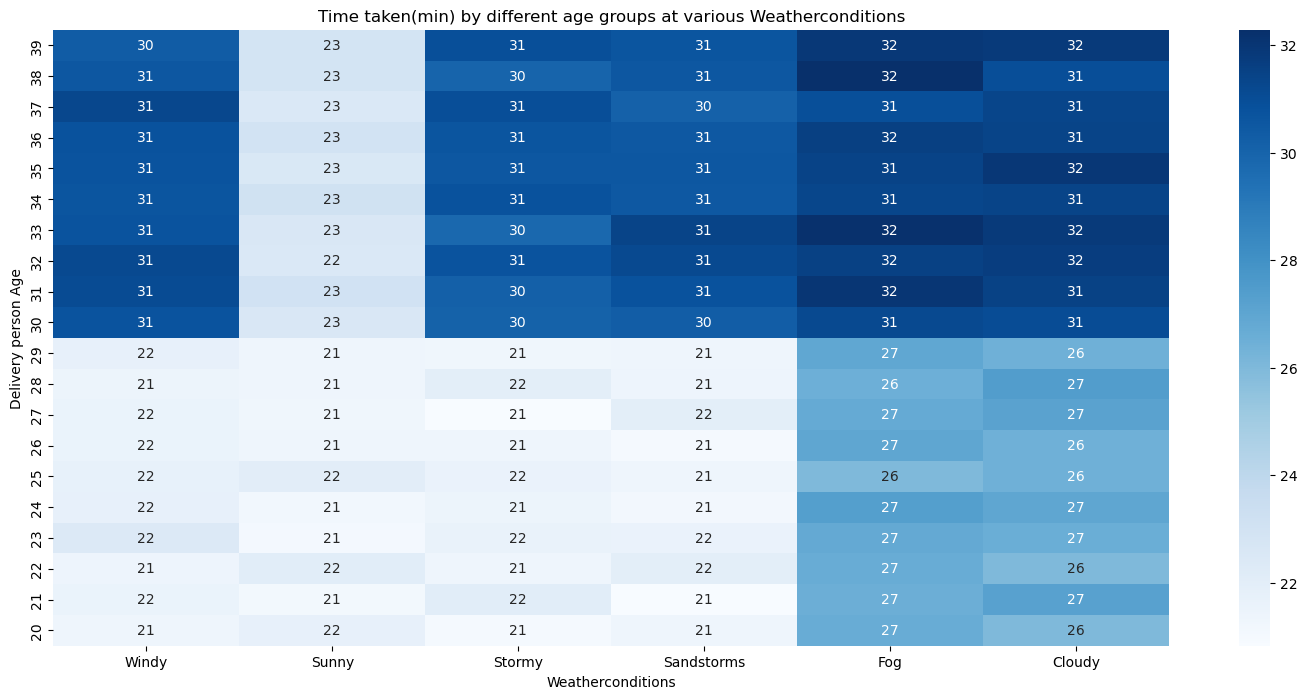 Time taken(min) by different age groups at various Weatherconditions
39 30 23 31 31 32 32
38 31 23 30 31 32 31
37 31 23 31 30 31 31
36 31 23 31 31 32 31
35 31 23 31 31 31 32
34 31 23 31 31 31 31
33 31 23 30 31 32 32
32 31 22 31 31 32 32
31 31 23 30 31 32 31
30 31 23 30 30 31 31
29 22 21 21 21 27 26
28 21 21 22 21 26 27
27 22 21 21 22 27 27
26 22 21 21 21 27 26
25 22 22 22 21 26 26
24 22 21 21 21 27 27
23 22 21 22 22 27 27
22 21 22 21 22 27 26
21 22 21 22 21 27 27
20 21 22 21 21 27 26
Delivery person Age
Windy Sunny Stormy Sandstorms Fog Cloudy
Weatherconditions
32
30
28
26
24
22